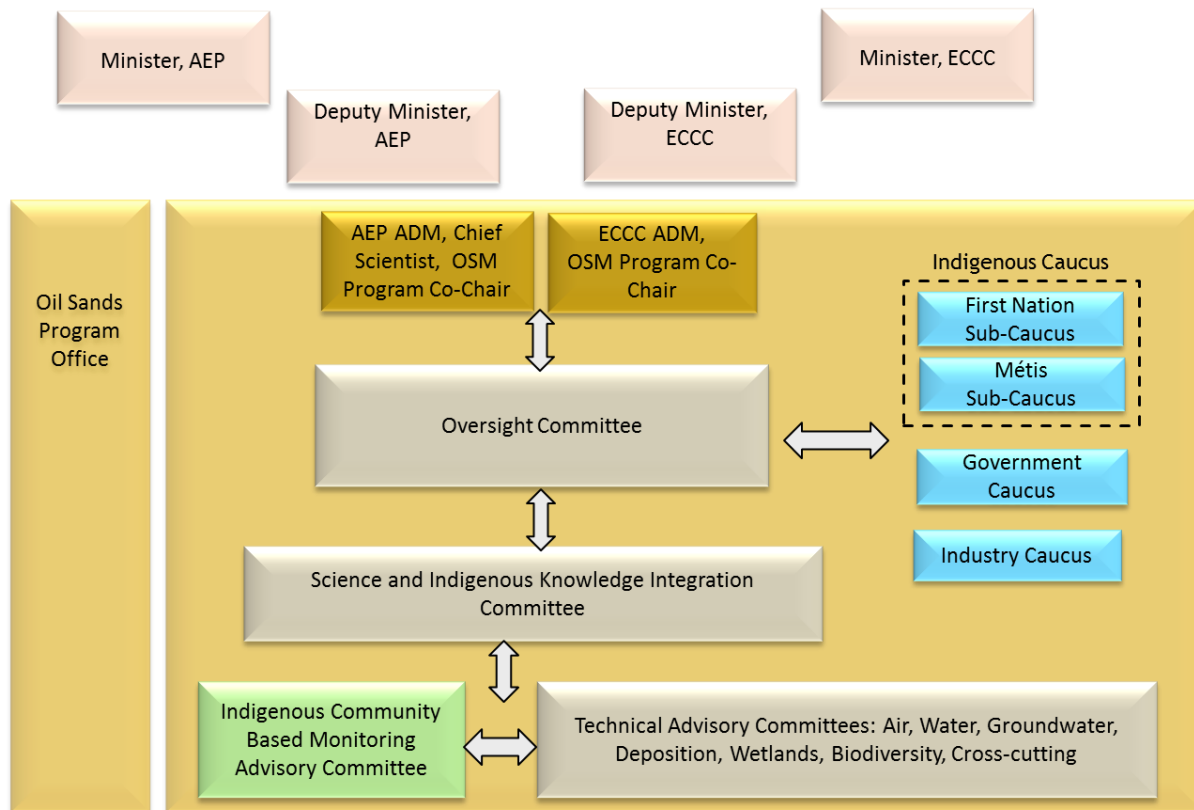 Minister, AEP
Minister, ECCC
Deputy Minister,
AEP
Deputy Minister,
ECCC
Oil Sands
Program
Office
AEP ADM, Chief
Scientist, OSM
Program Co-Chair
ECCC ADM,
OSM Program Co-
Chair
Indigenous Caucus
First Nation
Sub-Caucus
Métis
Sub-Caucus
Oversight Committee
Government
Caucus
Industry Caucus
Science and Indigenous Knowledge Integration
Committee
Indigenous Community
Based Monitoring
Advisory Committee
Technical Advisory Committees: Air, Water, Groundwater,
Deposition, Wetlands, Biodiversity, Cross-cutting